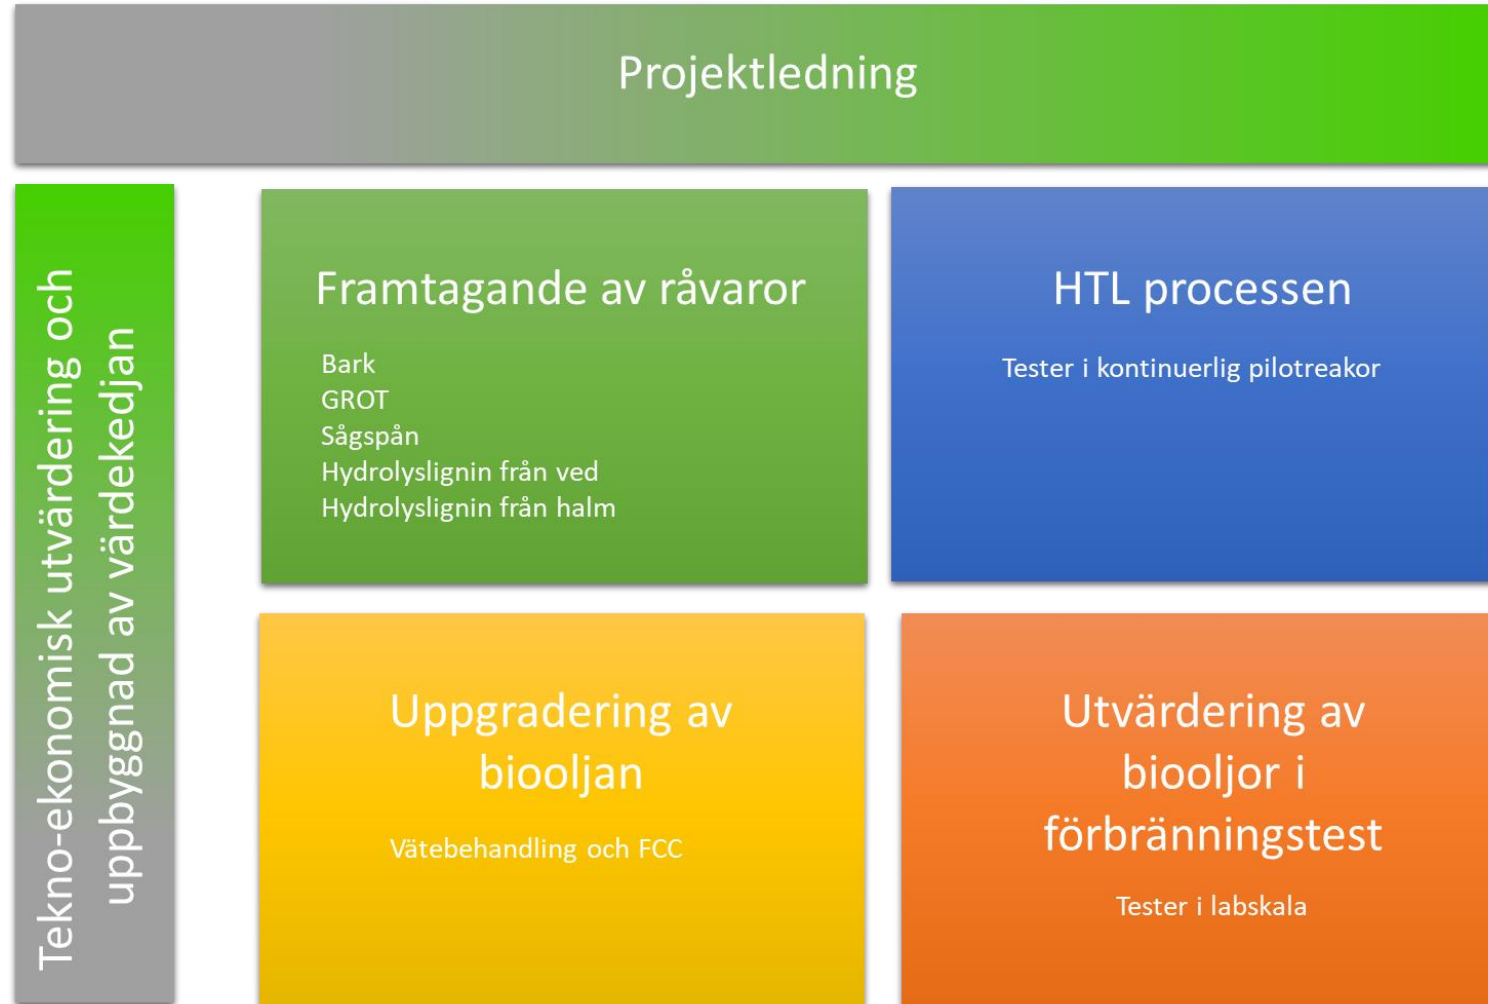 Projektledning
Tekno-ekonomisk utvärdering och
uppbyggnad av värdekedjan
Framtagande av råvaror
Bark
GROT
Sågspån
Hydrolyslignin från ved
Hydrolyslignin från halm
HTL processen
Tester i kontinuerlig pilotreakor
Uppgradering av
biooljan
Vätebehandling och FCC
Utvärdering av
biooljor i
förbränningstest
Tester i labskala